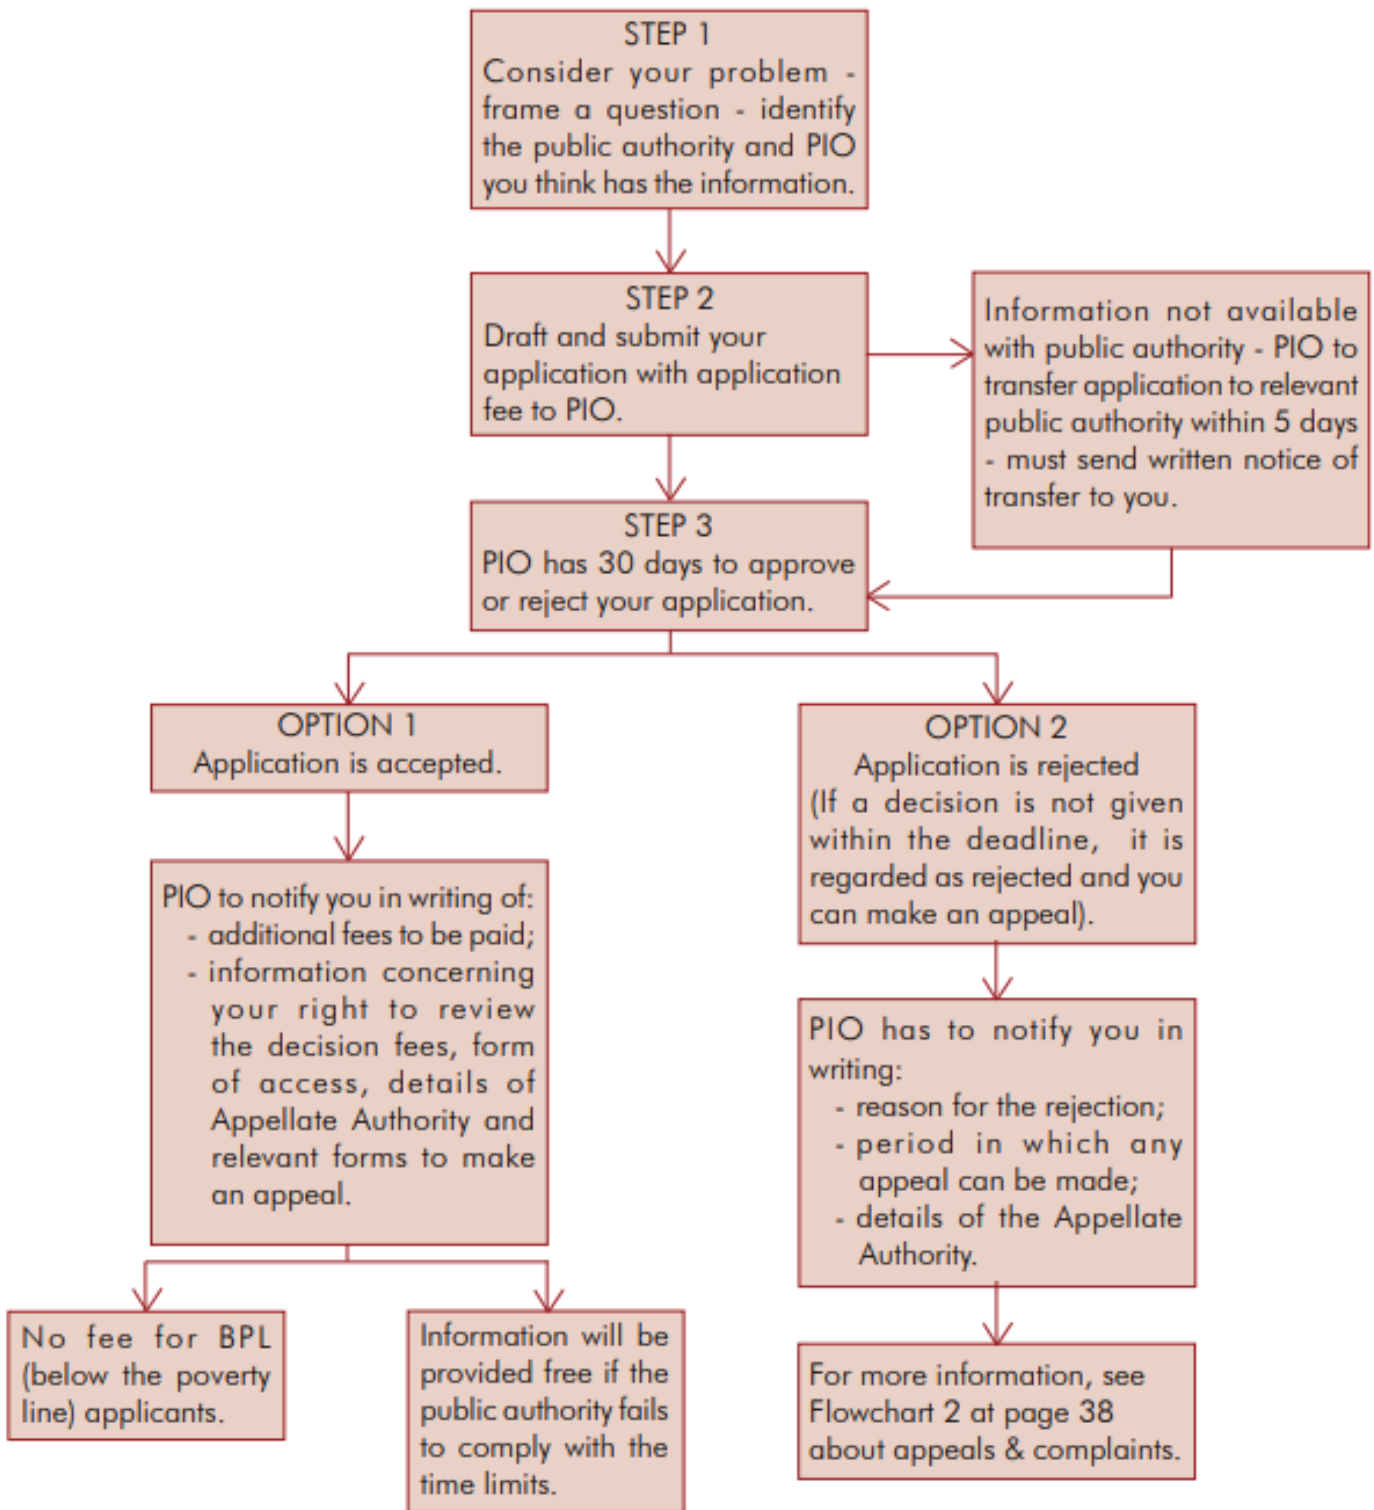 STEP 1
Consider your problem -
frame a question - identify
the public authority and PIO
you think has the information.
STEP 2
Draft and submit your
application with application
fee to PIO.
Information not available
with public authority - PIO to
transfer application to relevant
public authority within 5 days
- must send written notice of
transfer to you.
STEP 3
PIO has 30 days to approve
or reject your application.
OPTION 1
Application is accepted.
PIO to notify you in writing of:
- additional fees to be paid;
- information concerning
your right to review
the decision fees, form
of access, details of
Appellate Authority and
relevant forms to make
an appeal.
No fee for BPL
(below the poverty
line) applicants.
Information will be
provided free if the
public authority fails
to comply with the
time limits.
OPTION 2
Application is rejected
(If a decision is not given
within the deadline, it is
regarded as rejected and you
can make an appeal).
PIO has to notify you in
writing:
- reason for the rejection;
- period in which any
appeal can be made;
- details of the Appellate
Authority.
For more information, see
Flowchart 2 at page 38
about appeals & complaints.